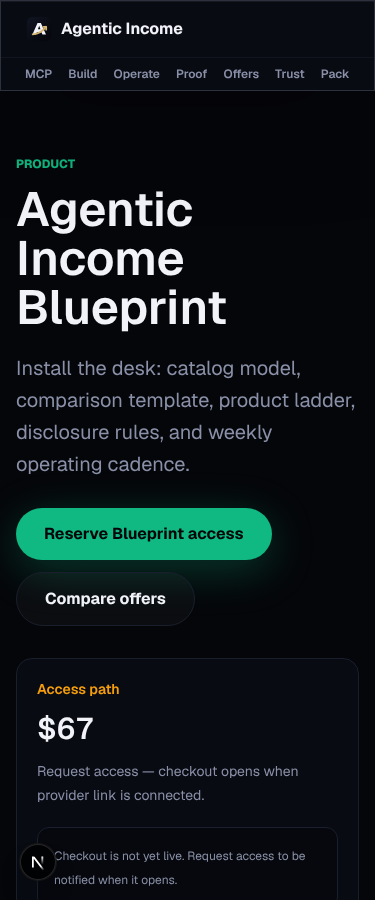 Agentic Income
MCP Build Operate Proof Offers Trust Pack
PRODUCT
Agentic
Income
Blueprint
Install the desk: catalog model,
comparison template, product ladder,
disclosure rules, and weekly
operating cadence.
Reserve Blueprint access
Compare offers
Access path
$67
Request access — checkout opens when
provider link is connected.
Checkout is not yet live. Request access to be
notified when it opens.
N